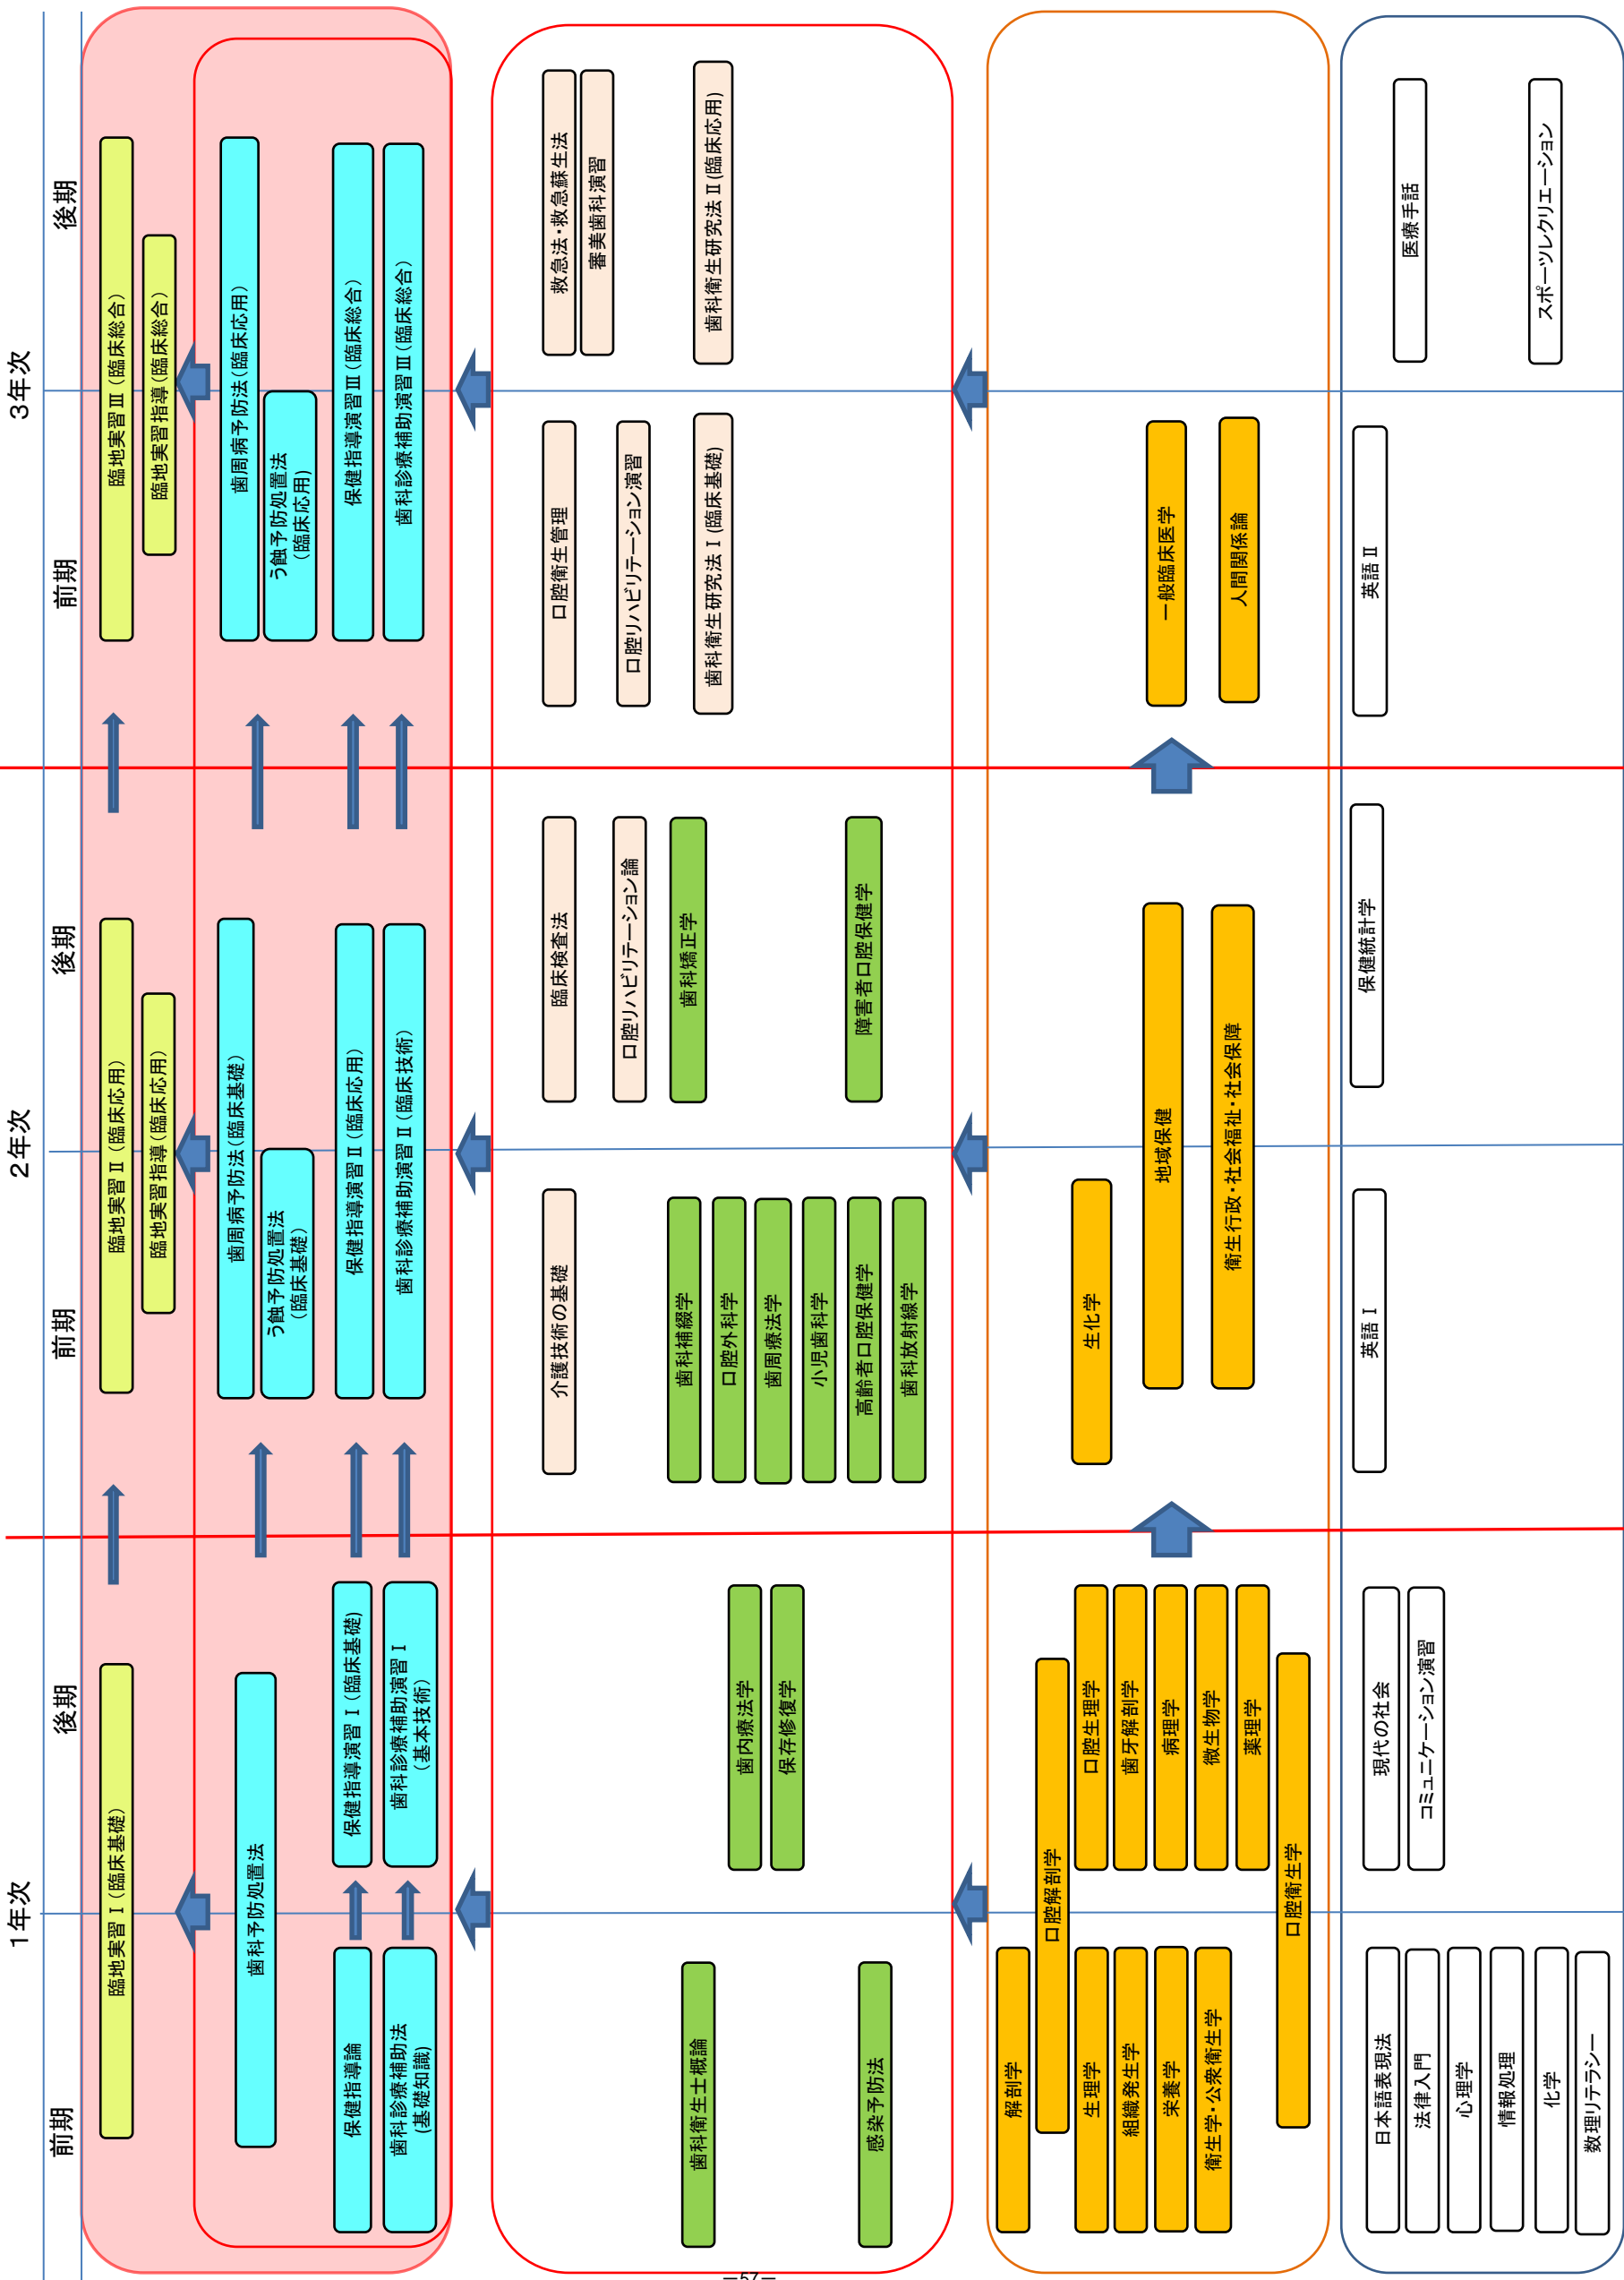 1年次
2年次
3年次
前期
後期
前期
後期
前期
後期
臨地実習Ⅰ(臨床基礎)
臨地実習Ⅱ(臨床応用)
臨地実習指導(臨床応用)
臨地実習Ⅲ(臨床総合)
臨地実習指導(臨床総合)
歯科予防処置法
歯周病予防法(臨床基礎)
う蝕予防処置法
(臨床基礎)
歯周病予防法(臨床応用)
う蝕予防処置法
(臨床応用)
保健指導論
保健指導演習Ⅰ(臨床基礎)
保健指導演習Ⅱ(臨床応用)
保健指導演習Ⅲ(臨床総合)
歯科診療補助法
(基礎知識)
歯科診療補助演習Ⅰ
(基本技術)
歯科診療補助演習Ⅱ(臨床技術)
歯科診療補助演習Ⅲ(臨床総合)
介護技術の基礎
臨床検査法
口腔衛生管理
救急法・救急蘇生法
審美歯科演習
口腔リハビリテーション論
口腔リハビリテーション演習
歯科衛生研究法Ⅰ(臨床基礎)
歯科衛生研究法Ⅱ(臨床応用)
歯科衛生士概論
感染予防法
歯内療法学
保存修復学
歯科補綴学
口腔外科学
歯周療法学
小児歯科学
高齢者口腔保健学
歯科放射線学
歯科矯正学
障害者口腔保健学
解剖学
口腔解剖学
生理学
組織発生学
栄養学
衛生学・公衆衛生学
口腔生理学
歯牙解剖学
病理学
微生物学
薬理学
口腔衛生学
生化学
地域保健
衛生行政・社会福祉・社会保障
一般臨床医学
人間関係論
日本語表現法
法律入門
心理学
情報処理
化学
数理リテラシー
現代の社会
コミュニケーション演習
英語Ⅰ
保健統計学
英語Ⅱ
医療手話
スポーツレクリエーション
―57―